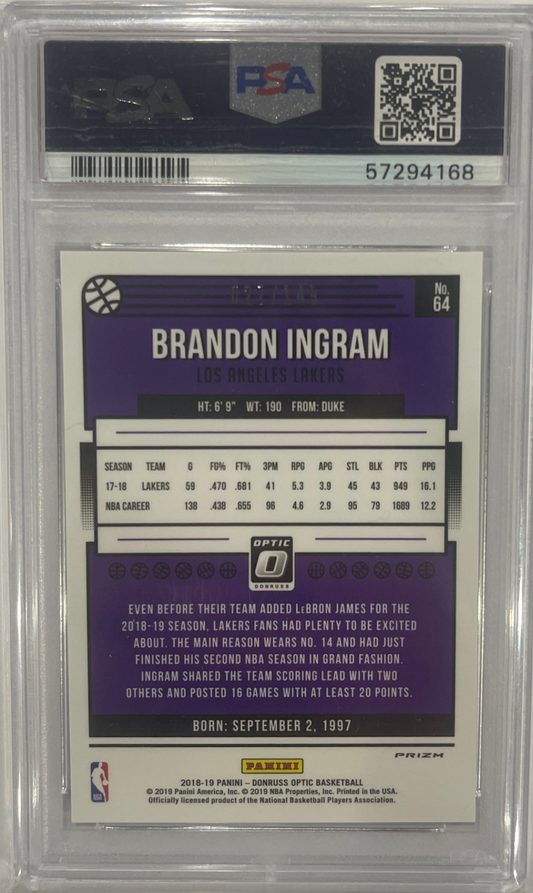 PSA PSA
57294168
No.
64
BRANDON INGRAM
LOS ANGELES LAKERS
HT: 6' 9" WT: 190 FROM: DUKE
SEASON TEAM G FG% FT% 3PM RPG APG STL BLK PTS PPG
17-18 LAKERS 59 .470 .681 41 5.3 3.9 45 43 949 16.1
NBA CAREER 138 .438 .655 96 4.6 2.9 95 79 1689 12.2
OPTIC
O
DONRUSS
EVEN BEFORE THEIR TEAM ADDED LeBRON JAMES FOR THE
2018-19 SEASON, LAKERS FANS HAD PLENTY TO BE EXCITED
ABOUT. THE MAIN REASON WEARS NO. 14 AND HAD JUST
FINISHED HIS SECOND NBA SEASON IN GRAND FASHION.
INGRAM SHARED THE TEAM SCORING LEAD WITH TWO
OTHERS AND POSTED 16 GAMES WITH AT LEAST 20 POINTS.
BORN: SEPTEMBER 2, 1997
PRIZM
PANINI
NBA
2018-19 PANINI – DONRUSS OPTIC BASKETBALL
© 2019 Panini America, Inc. © 2019 NBA Properties, Inc. Printed in the USA.
Officially licensed product of the National Basketball Players Association.